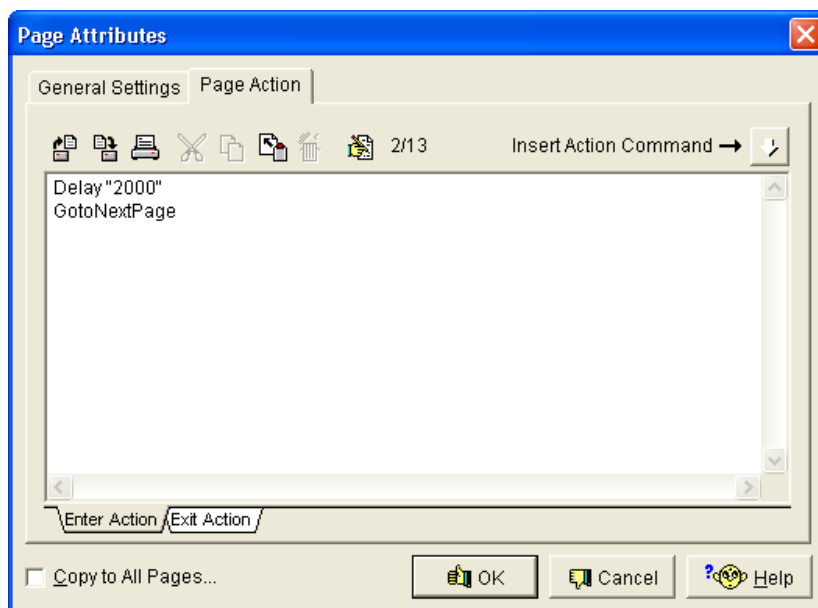 Page Attributes
General Settings Page Action
2/13 Insert Action Command
Delay "2000"
GotoNextPage
Enter Action Exit Action
Copy to All Pages... OK Cancel Help